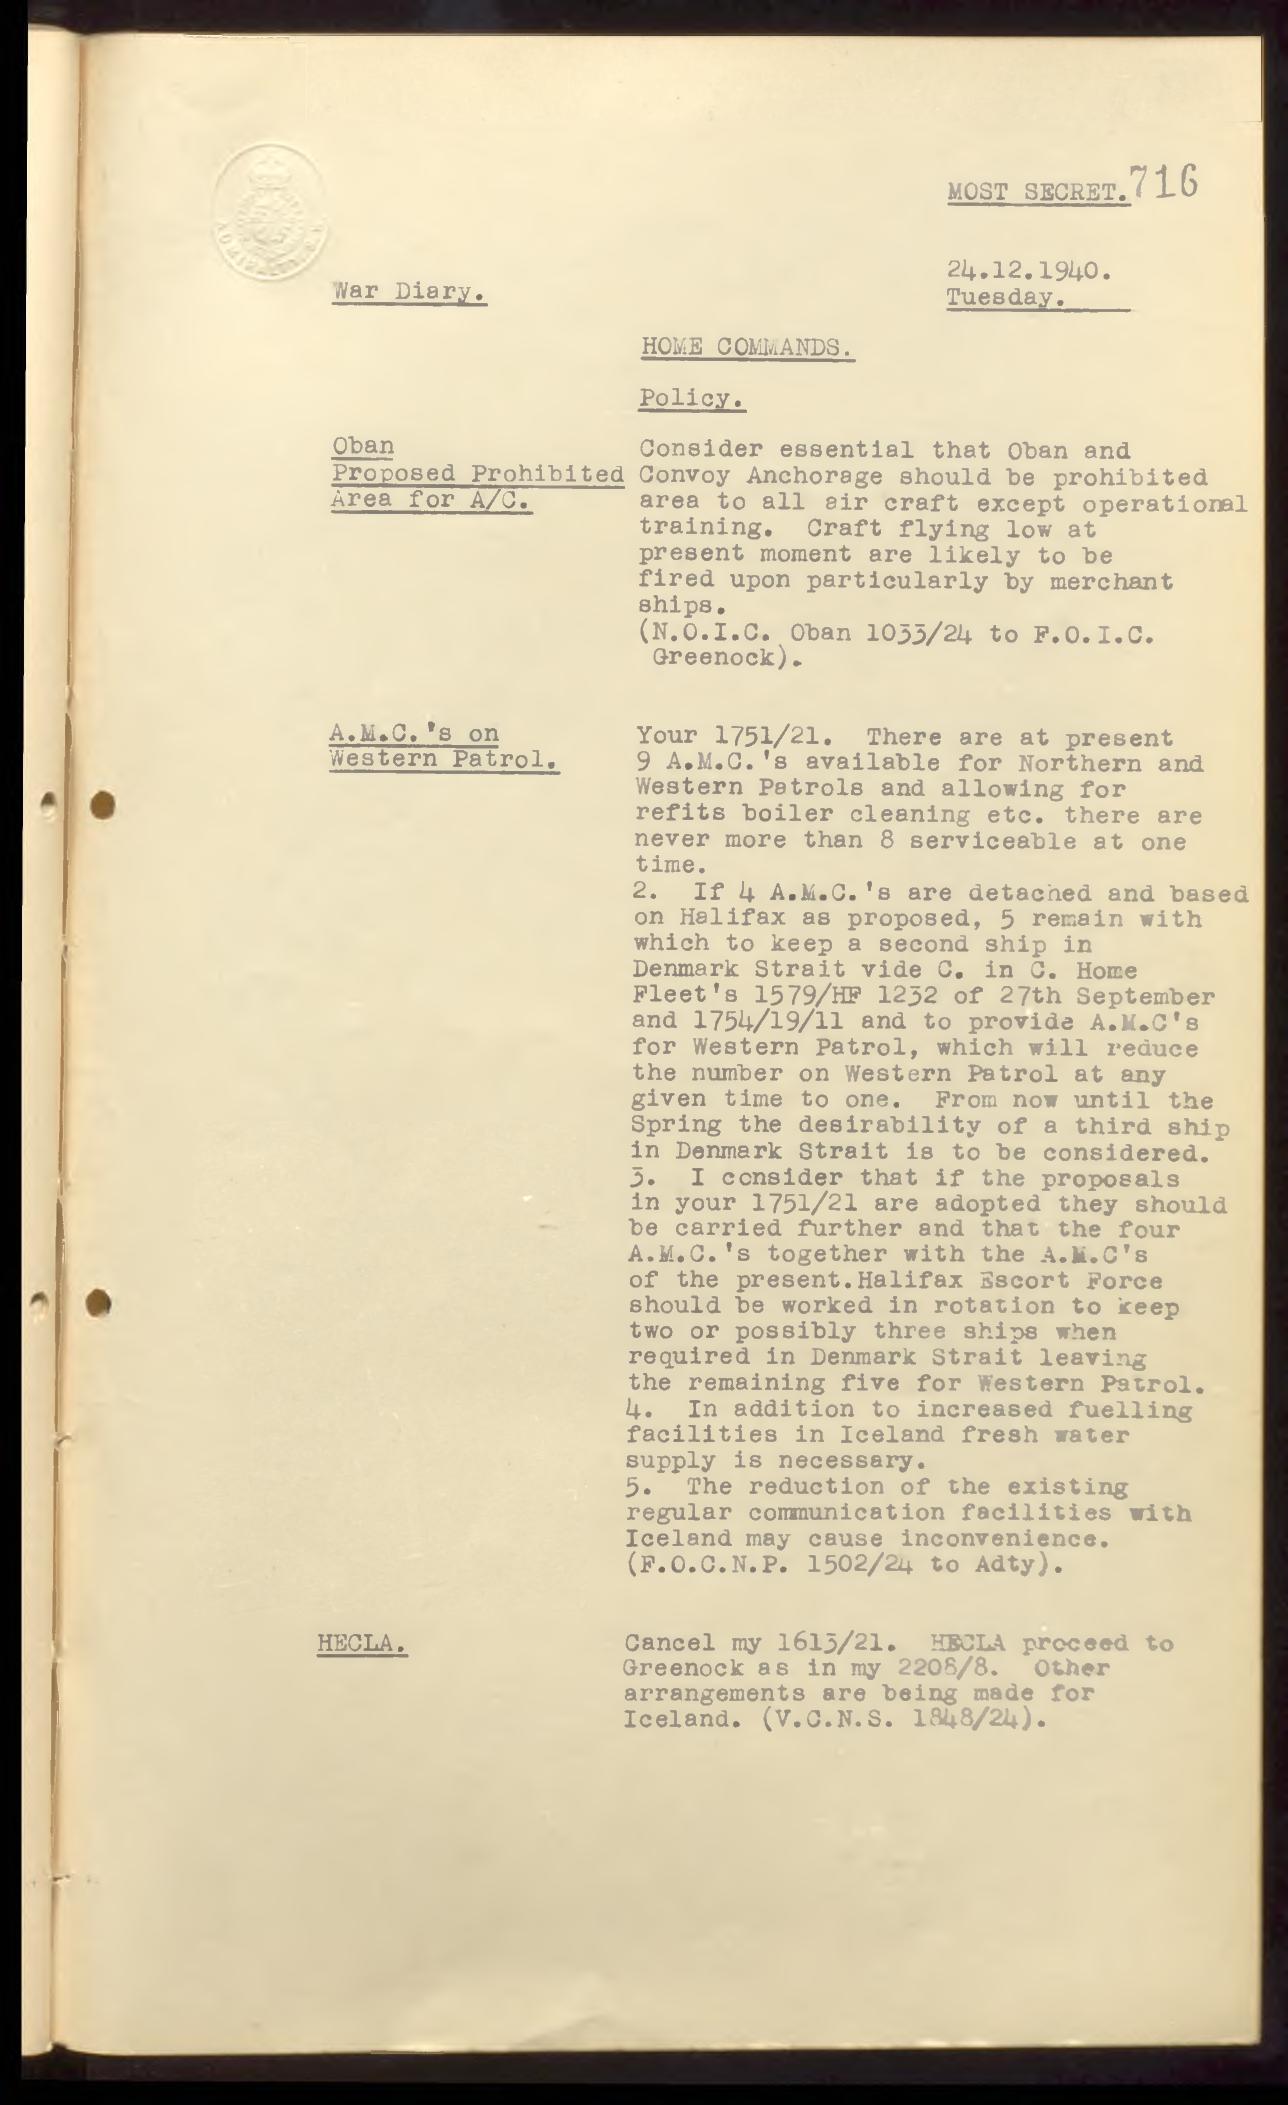 MOST SECRET. 716
24.12.1940.
Tuesday.
War Diary.
HOME COMMANDS.
Policy.
Oban
Proposed Prohibited
Area for A/C.
Consider essential that Oban and
Convoy Anchorage should be prohibited
area to all air craft except operational
training. Craft flying low at
present moment are likely to be
fired upon particularly by merchant
ships.
(N.O.I.C. Oban 1033/24 to F.O.I.C.
Greenock).
A.M.C.'s on
Western Patrol.
Your 1751/21. There are at present
9 A.M.C.'s available for Northern and
Western Patrols and allowing for
refits boiler cleaning etc. there are
never more than 8 serviceable at one
time.
2. If 4 A.M.C.'s are detached and based
on Halifax as proposed, 5 remain with
which to keep a second ship in
Denmark Strait vide C. in C. Home
Fleet's 1579/HF 1232 of 27th September
and 1754/19/11 and to provide A.M.C's
for Western Patrol, which will reduce
the number on Western Patrol at any
given time to one. From now until the
Spring the desirability of a third ship
in Denmark Strait is to be considered.
3. I consider that if the proposals
in your 1751/21 are adopted they should
be carried further and that the four
A.M.C.'s together with the A.M.C's
of the present.Halifax Escort Force
should be worked in rotation to keep
two or possibly three ships when
required in Denmark Strait leaving
the remaining five for Western Patrol.
4. In addition to increased fuelling
facilities in Iceland fresh water
supply is necessary.
5. The reduction of the existing
regular communication facilities with
Iceland may cause inconvenience.
(F.O.C.N.P. 1502/24 to Adty).
HECLA.
Cancel my 1613/21. HECLA proceed to
Greenock as in my 2208/8. Other
arrangements are being made for
Iceland. (V.C.N.S. 1848/24).